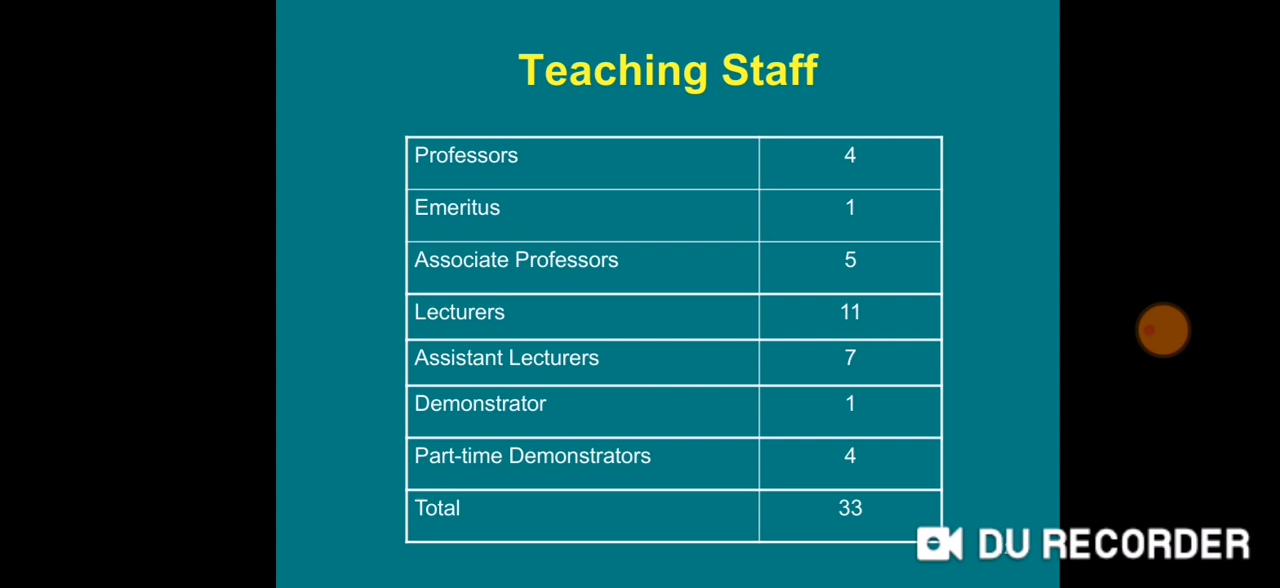 Teaching Staff
Professors 4
Emeritus 1
Associate Professors 5
Lecturers 11
Assistant Lecturers 7
Demonstrator 1
Part-time Demonstrators 4
Total 33
DU RECORDER